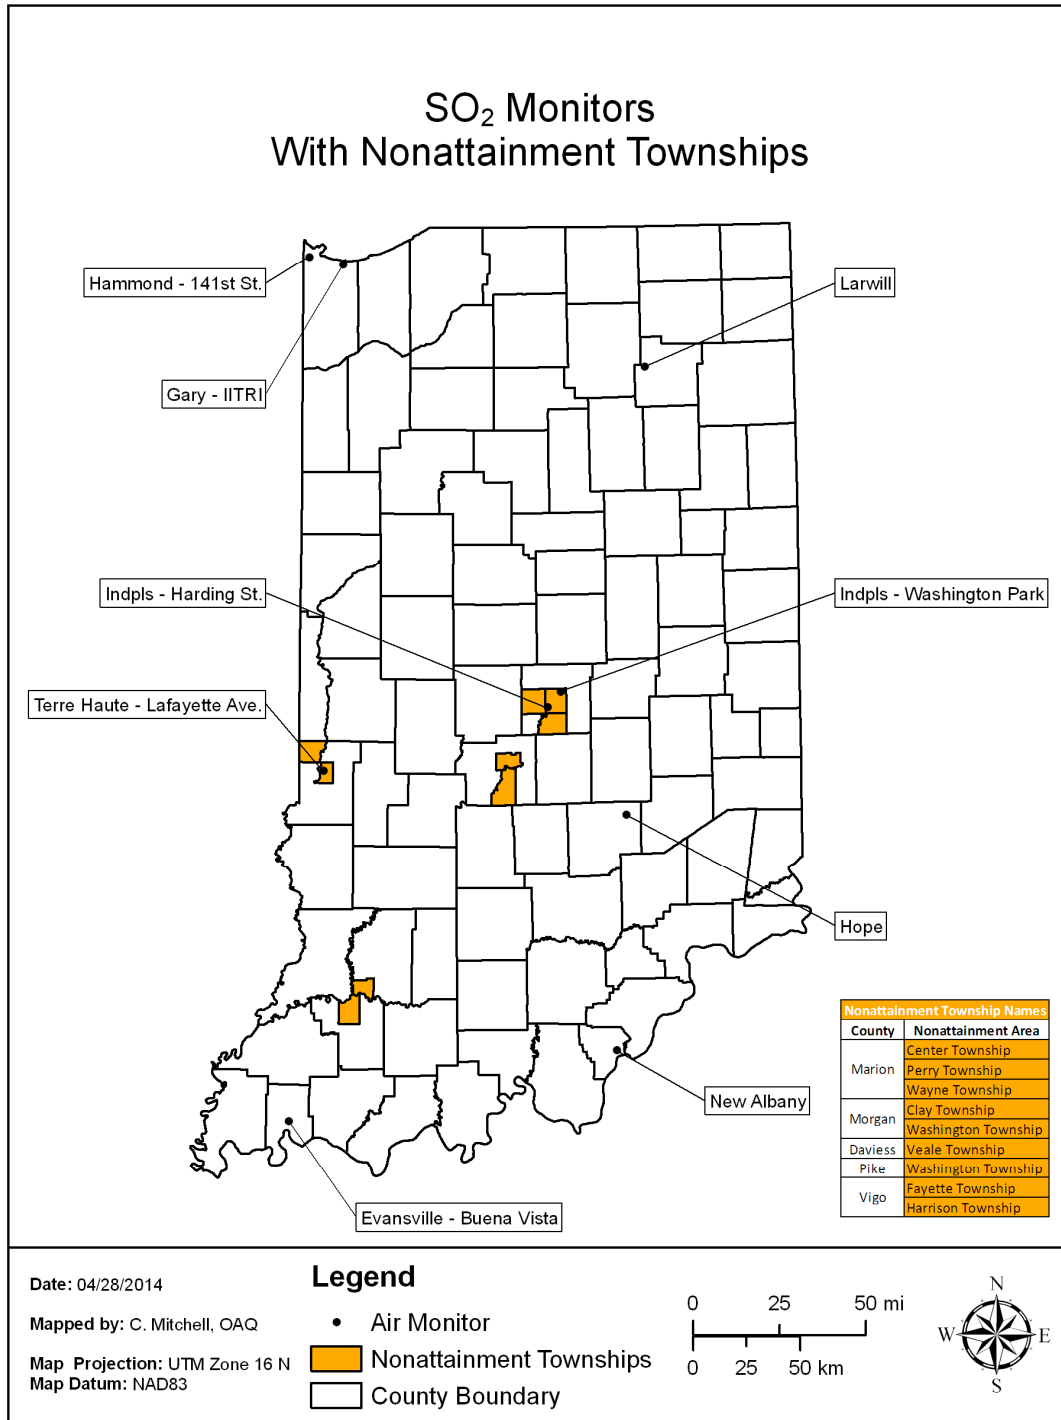 SO₂ Monitors
With Nonattainment Townships
Hammond - 141st St.
Larwill
Gary - IITRI
Indpls - Harding St.
Indpls - Washington Park
Terre Haute - Lafayette Ave.
Hope
New Albany
Evansville - Buena Vista
Nonattainment Township Names
County Nonattainment Area
Marion
Center Township
Perry Township
Wayne Township
Morgan
Clay Township
Washington Township
Daviess Veale Township
Pike Washington Township
Vigo
Fayette Township
Harrison Township
Date: 04/28/2014
Mapped by: C. Mitchell, OAQ
Map Projection: UTM Zone 16 N
Map Datum: NAD83
Legend
Air Monitor
Nonattainment Townships
County Boundary
0 25 50 mi
0 25 50 km
N
W E
S